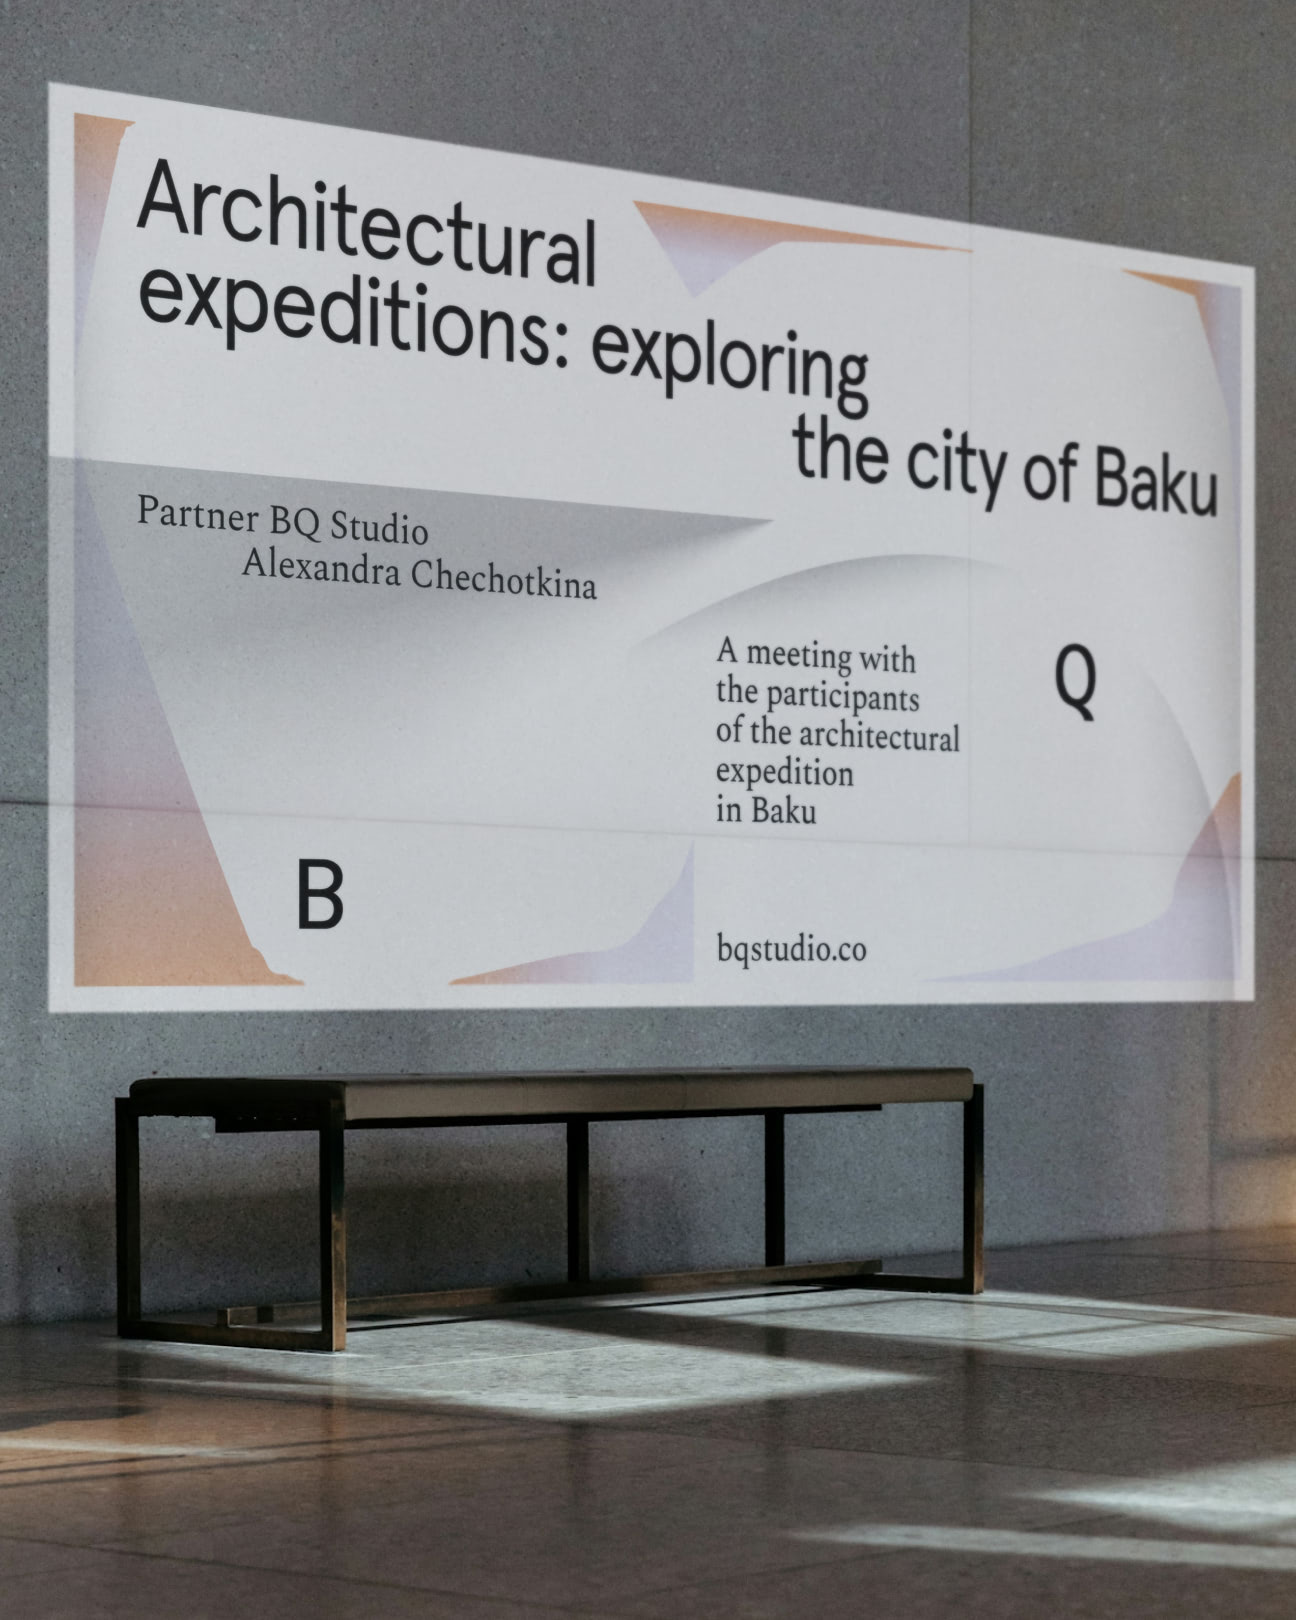 Architectural
expeditions: exploring
the city of Baku
Partner BQ Studio
Alexandra Chechotkina
A meeting with
the participants
of the architectural
expedition
in Baku
Q
B
bqstudio.co